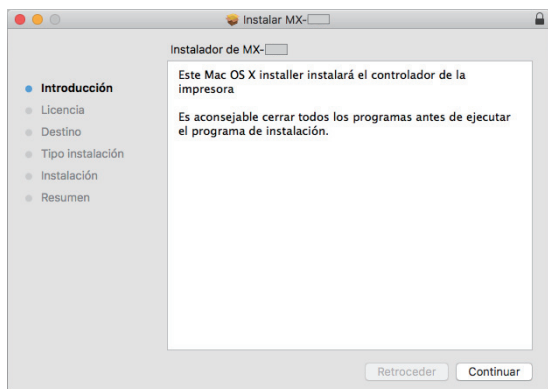 Instalar MX-
Instalador de MX-
Introducción
Licencia
Destino
Tipo instalación
Instalación
Resumen
Este Mac OS X installer instalará el controlador de la
impresora
Es aconsejable cerrar todos los programas antes de ejecutar
el programa de instalación.
Retroceder
Continuar